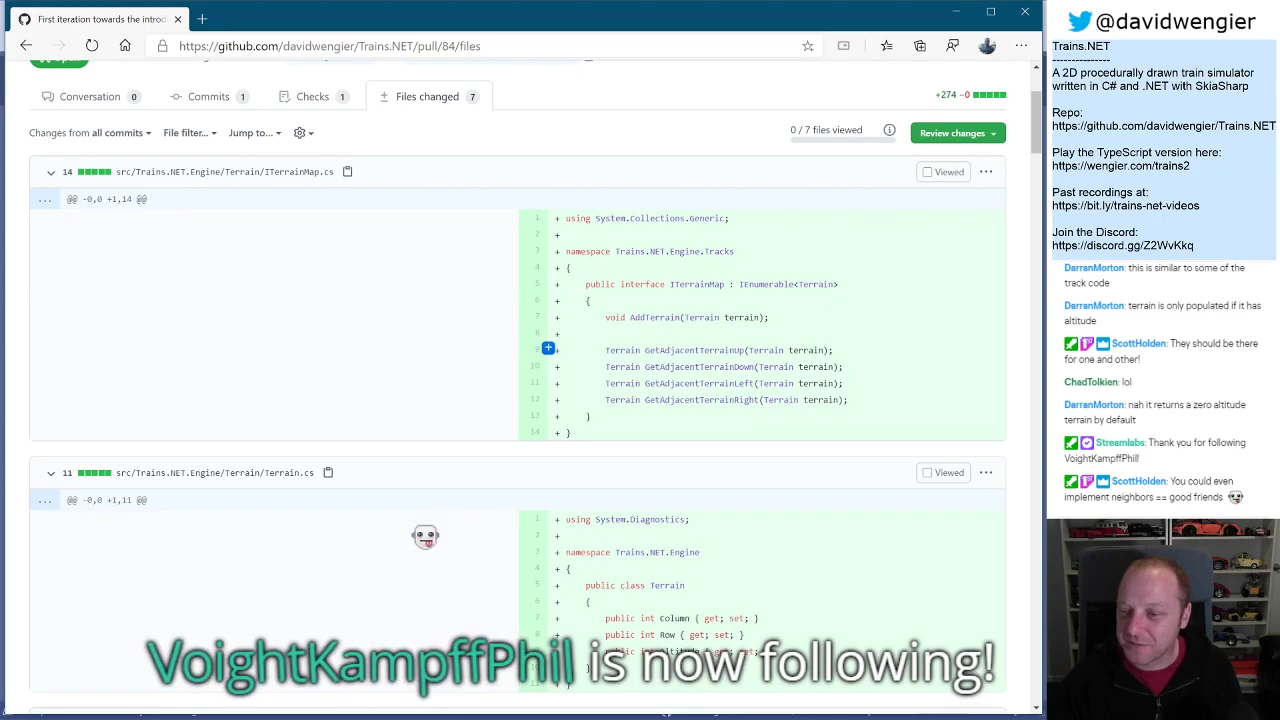 First iteration towards the introd
https://github.com/davidwengier/Trains.NET/pull/84/files
Conversation 0
Commits 1
Checks 1
Files changed 7
+274 −0
Changes from all commits
File filter...
Jump to...
0 / 7 files viewed
Review changes
14 src/Trains.NET.Engine/Terrain/ITerrainMap.cs
Viewed
... @@ -0,0 +1,14 @@
1 + using System.Collections.Generic;
2 +
3 + namespace Trains.NET.Engine.Tracks
4 + {
5 + public interface ITerrainMap : IEnumerable<Terrain>
6 + {
7 + void AddTerrain(Terrain terrain);
8 +
9 + Terrain GetAdjacentTerrainUp(Terrain terrain);
10 + Terrain GetAdjacentTerrainDown(Terrain terrain);
11 + Terrain GetAdjacentTerrainLeft(Terrain terrain);
12 + Terrain GetAdjacentTerrainRight(Terrain terrain);
13 + }
14 + }
11 src/Trains.NET.Engine/Terrain/Terrain.cs
Viewed
... @@ -0,0 +1,11 @@
1 + using System.Diagnostics;
2 +
3 + namespace Trains.NET.Engine
4 + {
5 + public class Terrain
6 + {
7 + public int Column { get; set; }
public int Row { get; set; }
VoightKampffPhil is now following!
@davidwengier
Trains.NET
--------------
A 2D procedurally drawn train simulator
written in C# and .NET with SkiaSharp
Repo:
https://github.com/davidwengier/Trains.NET
Play the TypeScript version here:
https://wengier.com/trains2
Past recordings at:
https://bit.ly/trains-net-videos
Join the Discord:
https://discord.gg/Z2WvKkq
DarranMorton: this is similar to some of the
track code
DarranMorton: terrain is only populated if it has
altitude
ScottHolden: They should be there
for one and other!
ChadTolkien: lol
DarranMorton: nah it returns a zero altitude
terrain by default
Streamlabs: Thank you for following
VoightKampffPhil!
ScottHolden: You could even
implement neighbors == good friends